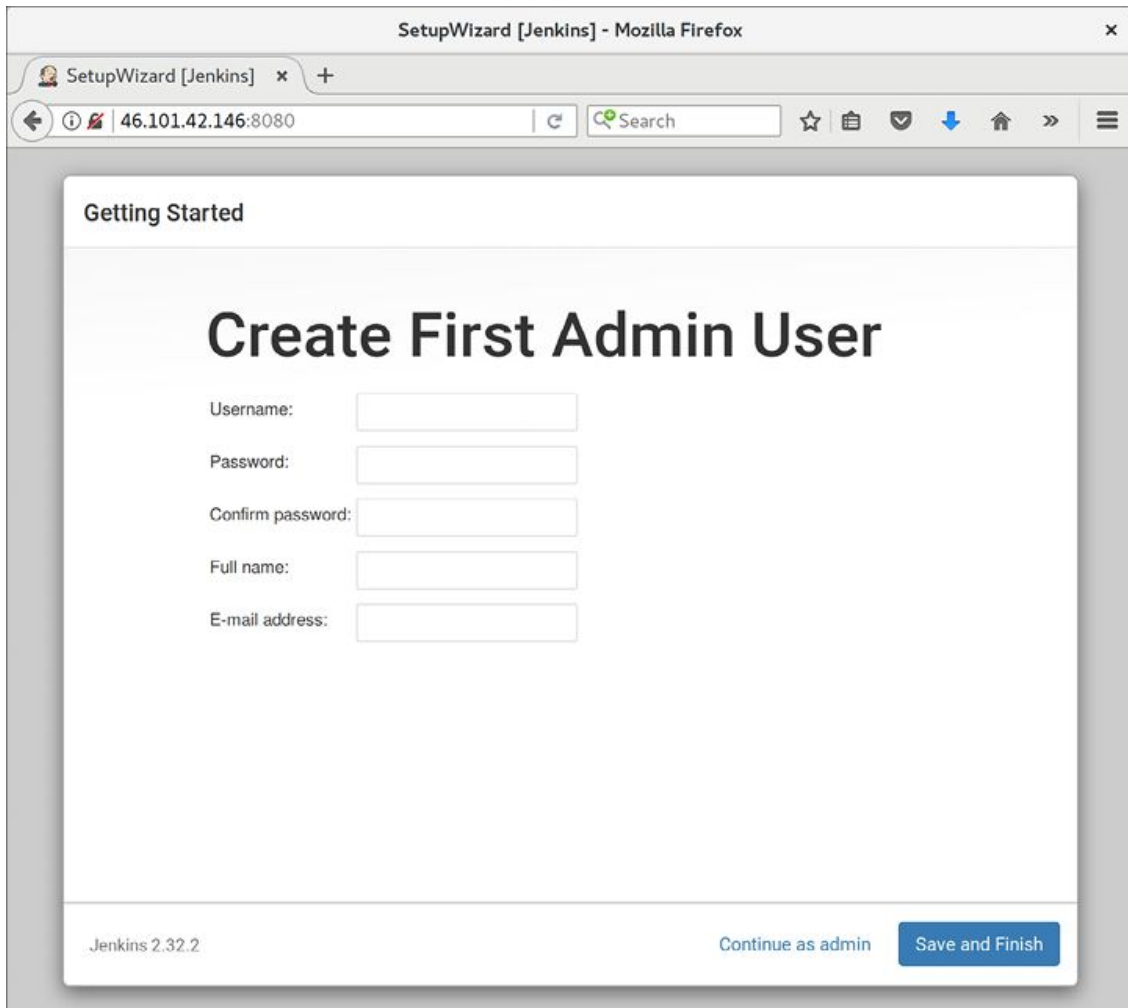 SetupWizard [Jenkins] - Mozilla Firefox
SetupWizard [Jenkins]
46.101.42.146:8080
Search
Getting Started
Create First Admin User
Username:
Password:
Confirm password:
Full name:
E-mail address:
Jenkins 2.32.2
Continue as admin
Save and Finish